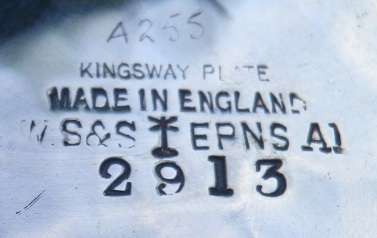 A255
KINGSWAY PLATE
MADE IN ENGLAND
W.S&S EPNS A1
2913